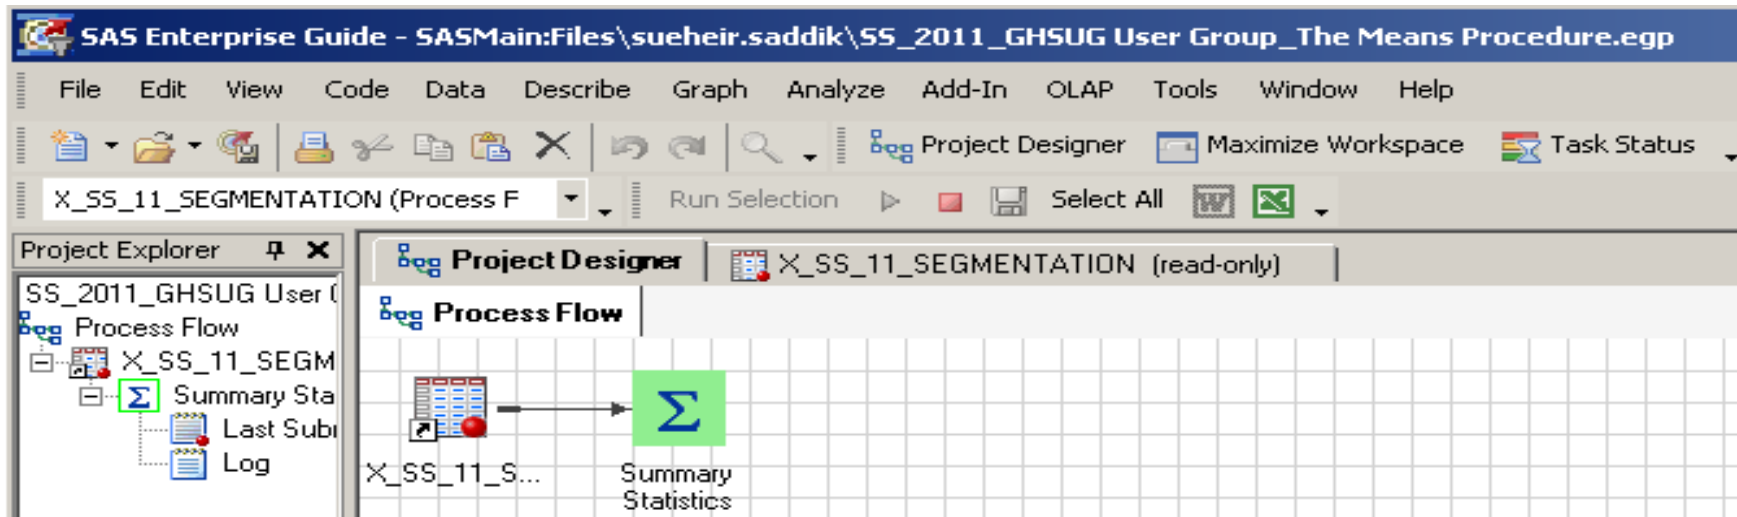 SAS Enterprise Guide - SASMain:Files\sueheir.saddik\SS_2011_GHSUG User Group_The Means Procedure.egp
File Edit View Code Data Describe Graph Analyze Add-In OLAP Tools Window Help
Project Designer Maximize Workspace Task Status
X_SS_11_SEGMENTATION (Process F Run Selection Select All
Project Explorer
Project Designer X_SS_11_SEGMENTATION (read-only)
SS_2011_GHSUG User
Process Flow
Process Flow
X_SS_11_SEGM
Summary Sta
Last Subi
Log
X_SS_11_S...
Summary
Statistics